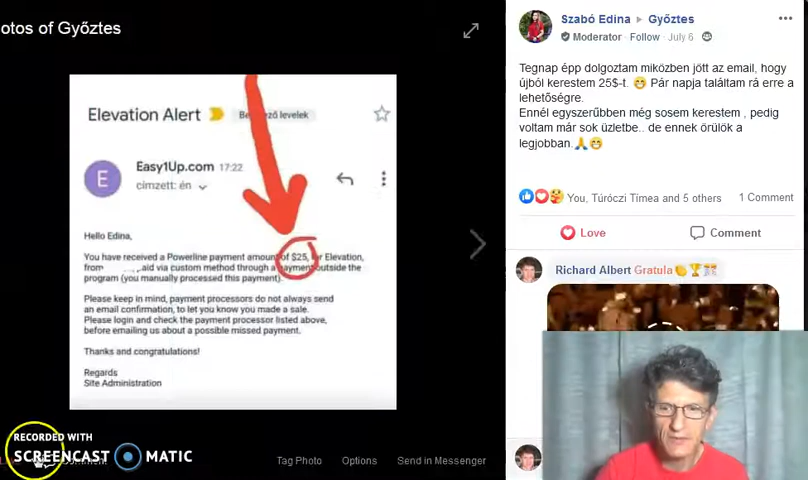 otos of Győztes
Elevation Alert
levelek
Easy1Up.com 17:22
címzett: én
Hello Edina,
You have received a Powerline payment amount of $25, for Elevation,
from aid via custom method through a payment outside the
program (you manually processed this payment).
Please keep in mind, payment processors do not always send
an email confirmation, to let you know you made a sale.
Please login and check the payment processor listed above,
before emailing us about a possible missed payment.
Thanks and congratulations!
Regards
Site Administration
RECORDED WITH
SCREENCAST MATIC
Tag Photo Options Send in Messenger
Szabó Edina Győztes
Moderator · Follow · July 6
Tegnap épp dolgoztam miközben jött az email, hogy
újból kerestem 25$-t. 😁 Pár napja találtam rá erre a
lehetőségre.
Ennél egyszerűbben még sosem kerestem , pedig
voltam már sok üzletbe.. de ennek örülök a
legjobban.🙏😁
You, Túróczi Tímea and 5 others 1 Comment
Love Comment
Richard Albert Gratula👏🏆🎊